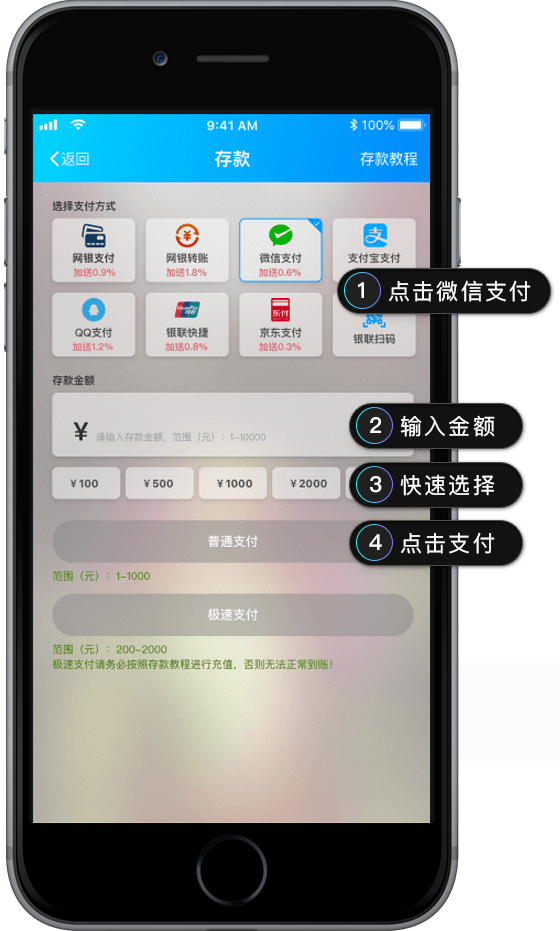 9:41 AM 100%
返回 存款 存款教程
选择支付方式
网银支付 网银转账 微信支付 支付宝支付
加送0.9% 加送1.8% 加送0.6%
1 点击微信支付
东付
QQ支付 银联快捷 京东支付 银联扫码
加送1.2% 加送0.8% 加送0.3%
存款金额
¥ 请输入存款金额，范围（元）：1-10000
2 输入金额
¥100 ¥500 ¥1000 ¥2000
3 快速选择
普通支付
4 点击支付
范围（元）：1-1000
极速支付
范围（元）：200-2000
极速支付请务必按照存款教程进行充值，否则无法正常到账！